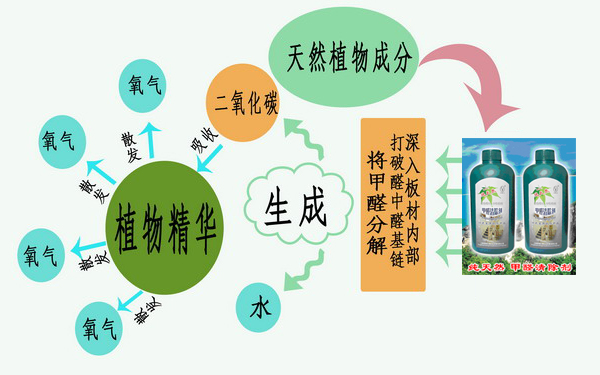 天然植物成分
二氧化碳
氧气
氧气
氧气
氧气
散发
散发
散发
散发
吸收
植物精华
生成
水
深入板材内部
打破醛中醛基链
将甲醛分解
纯天然 甲醛清除剂